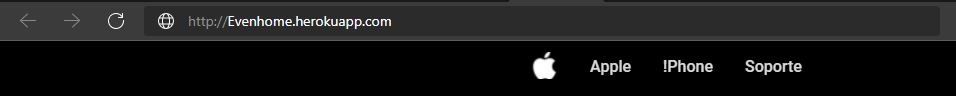 http://Evenhome.herokuapp.com
Apple !Phone Soporte